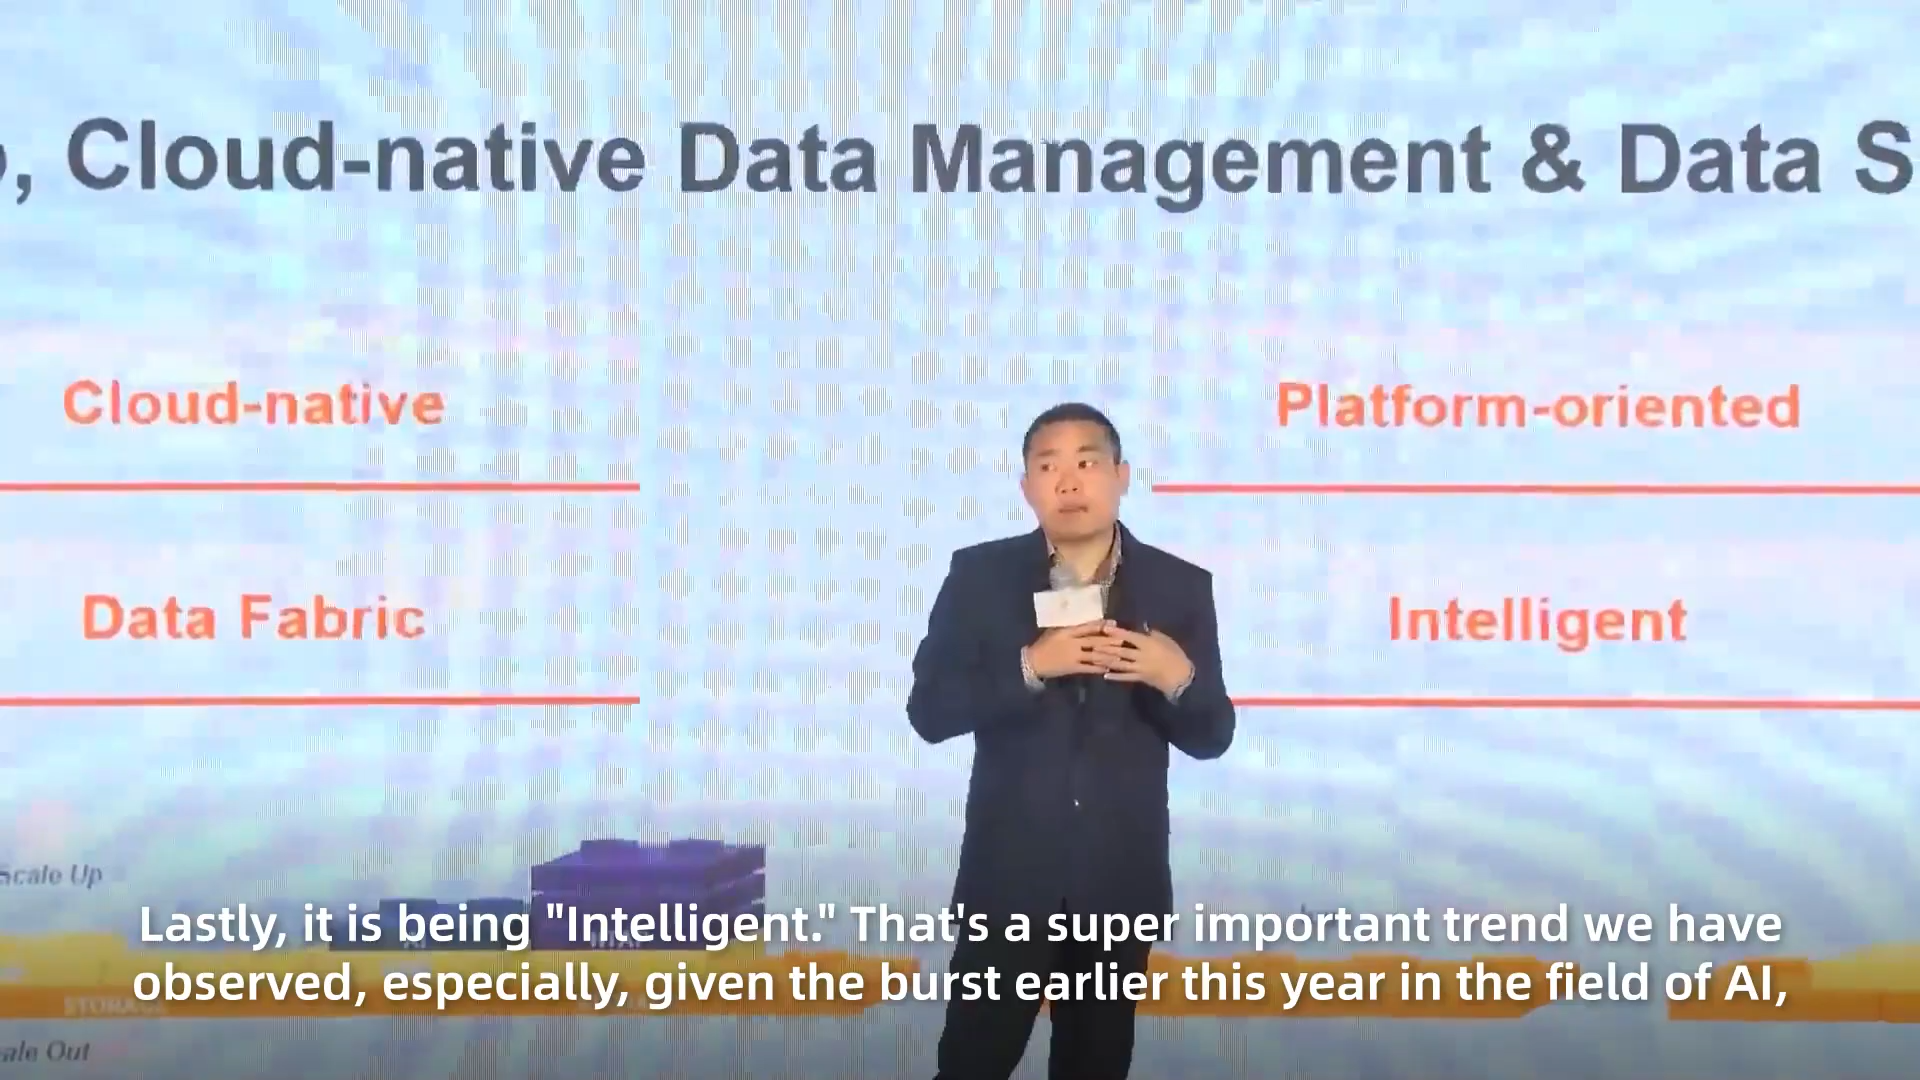 , Cloud-native Data Management & Data S
Cloud-native
Platform-oriented
Data Fabric
Intelligent
Scale Up
Lastly, it is being "Intelligent." That's a super important trend we have
observed, especially, given the burst earlier this year in the field of AI,
STORAGE
ale Out